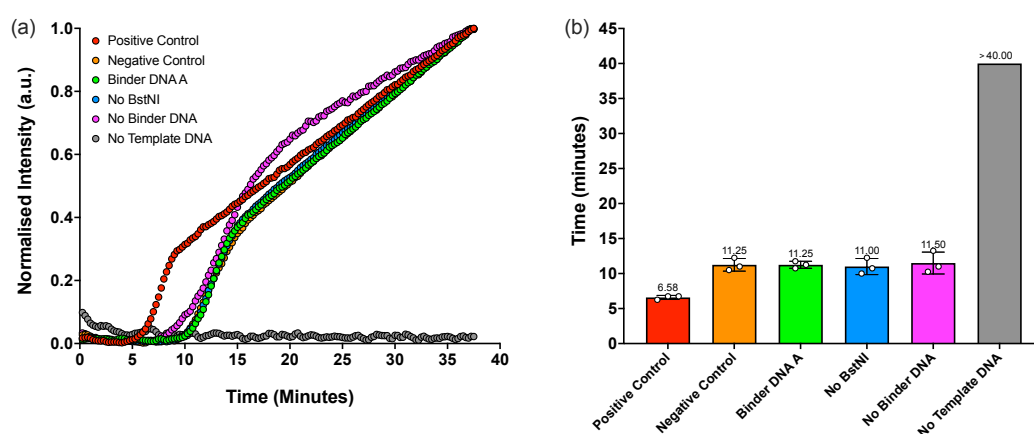 (a)
Normalised Intensity (a.u.)
1.0
0.8
0.6
0.4
0.2
0.0
Positive Control
Negative Control
Binder DNA A
No BstNI
No Binder DNA
No Template DNA
0 5 10 15 20 25 30 35 40
Time (Minutes)
(b)
Time (minutes)
45
40
35
30
25
20
15
10
5
0
6.58
11.25
11.25
11.00
11.50
>40.00
Positive Control
Negative Control
Binder DNA A
No BstNI
No Binder DNA
No Template DNA